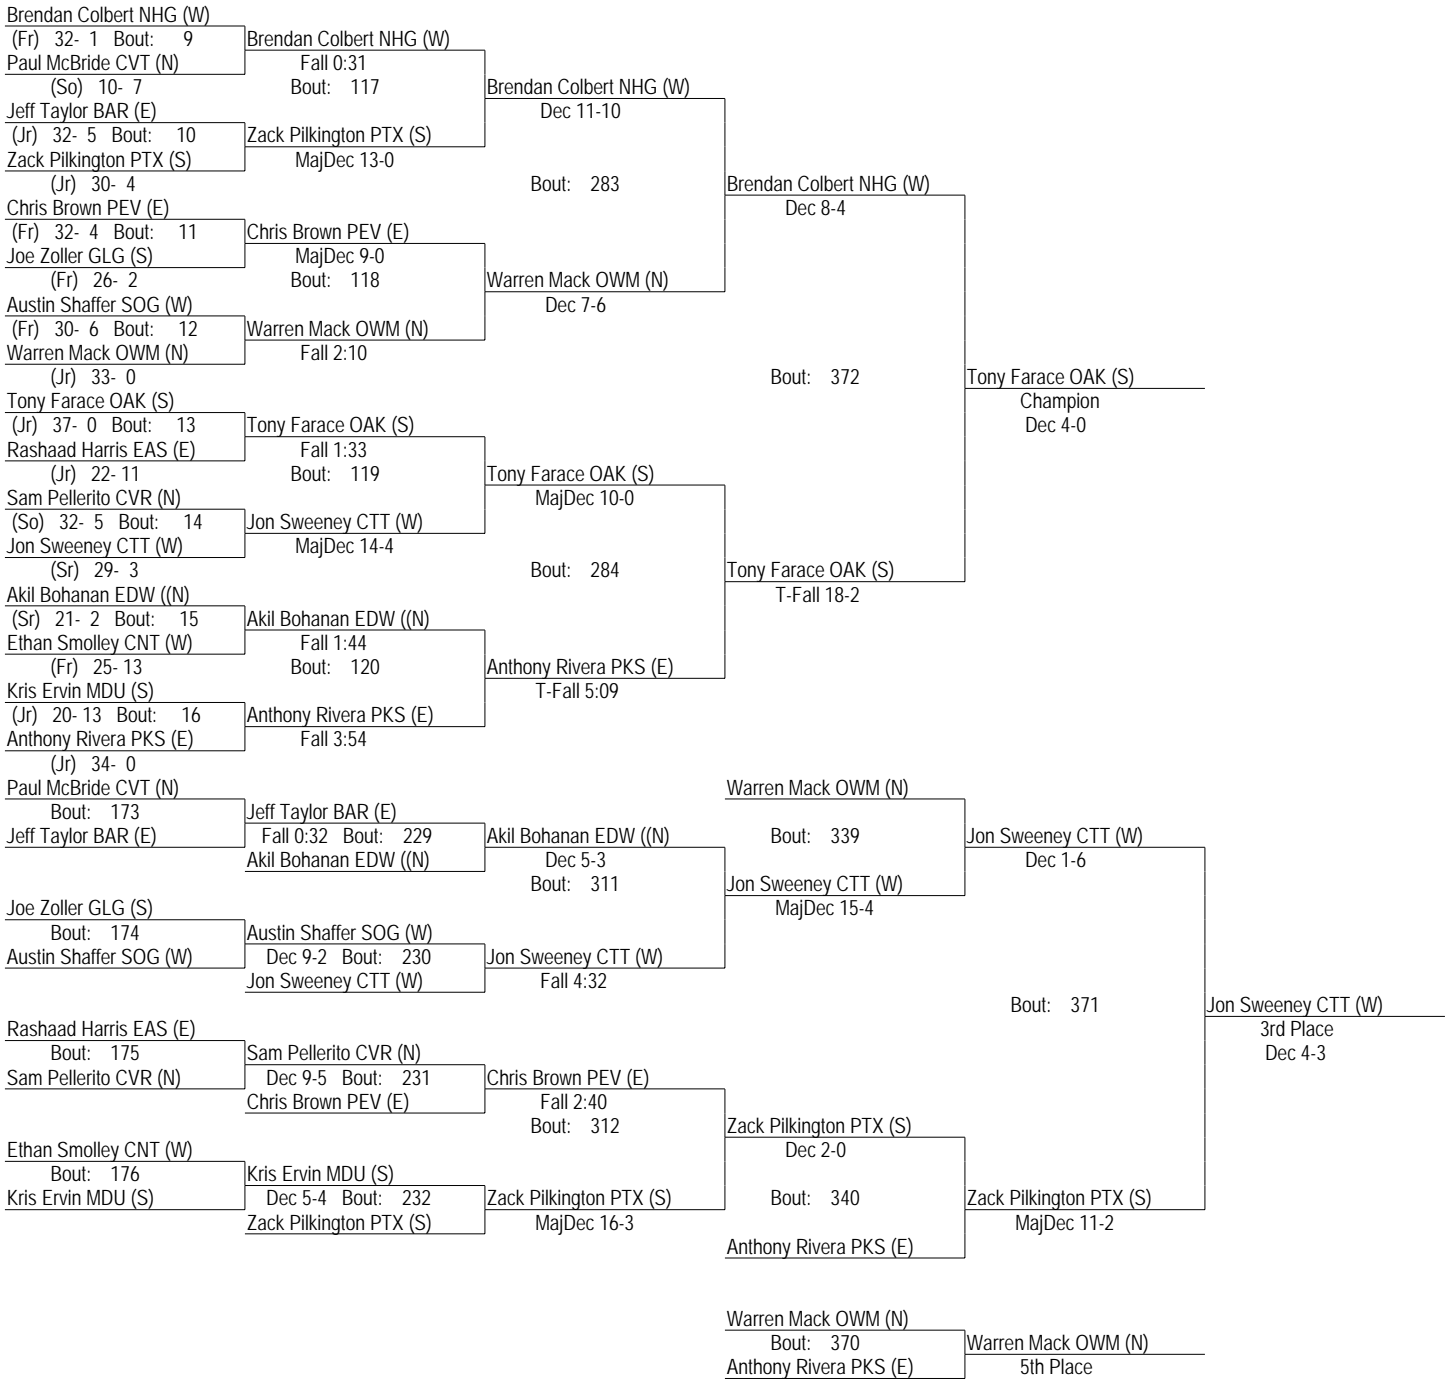 Brendan Colbert NHG (W)
(Fr) 32- 1 Bout: 9
Brendan Colbert NHG (W)
Paul McBride CVT (N)
Fall 0:31
(So) 10- 7
Bout: 117
Brendan Colbert NHG (W)
Jeff Taylor BAR (E)
Dec 11-10
(Jr) 32- 5 Bout: 10
Zack Pilkington PTX (S)
Zack Pilkington PTX (S)
MajDec 13-0
(Jr) 30- 4
Bout: 283
Brendan Colbert NHG (W)
Chris Brown PEV (E)
Dec 8-4
(Fr) 32- 4 Bout: 11
Chris Brown PEV (E)
Joe Zoller GLG (S)
MajDec 9-0
(Fr) 26- 2
Bout: 118
Warren Mack OWM (N)
Austin Shaffer SOG (W)
Dec 7-6
(Fr) 30- 6 Bout: 12
Warren Mack OWM (N)
Warren Mack OWM (N)
Fall 2:10
(Jr) 33- 0
Bout: 372
Tony Farace OAK (S)
Tony Farace OAK (S)
Champion
(Jr) 37- 0 Bout: 13
Tony Farace OAK (S)
Dec 4-0
Rashaad Harris EAS (E)
Fall 1:33
(Jr) 22- 11
Bout: 119
Tony Farace OAK (S)
Sam Pellerito CVR (N)
MajDec 10-0
(So) 32- 5 Bout: 14
Jon Sweeney CTT (W)
Jon Sweeney CTT (W)
MajDec 14-4
(Sr) 29- 3
Bout: 284
Tony Farace OAK (S)
Akil Bohanan EDW ((N)
T-Fall 18-2
(Sr) 21- 2 Bout: 15
Akil Bohanan EDW ((N)
Ethan Smolley CNT (W)
Fall 1:44
(Fr) 25- 13
Bout: 120
Anthony Rivera PKS (E)
Kris Ervin MDU (S)
T-Fall 5:09
(Jr) 20- 13 Bout: 16
Anthony Rivera PKS (E)
Anthony Rivera PKS (E)
Fall 3:54
(Jr) 34- 0
Paul McBride CVT (N)
Warren Mack OWM (N)
Bout: 173
Jeff Taylor BAR (E)
Jeff Taylor BAR (E)
Fall 0:32 Bout: 229
Akil Bohanan EDW ((N)
Bout: 339
Jon Sweeney CTT (W)
Akil Bohanan EDW ((N)
Dec 5-3
Dec 1-6
Bout: 311
Jon Sweeney CTT (W)
Joe Zoller GLG (S)
MajDec 15-4
Bout: 174
Austin Shaffer SOG (W)
Austin Shaffer SOG (W)
Dec 9-2 Bout: 230
Jon Sweeney CTT (W)
Jon Sweeney CTT (W)
Fall 4:32
Bout: 371
Jon Sweeney CTT (W)
Rashaad Harris EAS (E)
3rd Place
Bout: 175
Sam Pellerito CVR (N)
Dec 4-3
Sam Pellerito CVR (N)
Dec 9-5 Bout: 231
Chris Brown PEV (E)
Chris Brown PEV (E)
Fall 2:40
Bout: 312
Zack Pilkington PTX (S)
Ethan Smolley CNT (W)
Dec 2-0
Bout: 176
Kris Ervin MDU (S)
Kris Ervin MDU (S)
Dec 5-4 Bout: 232
Zack Pilkington PTX (S)
Bout: 340
Zack Pilkington PTX (S)
Zack Pilkington PTX (S)
MajDec 16-3
MajDec 11-2
Anthony Rivera PKS (E)
Warren Mack OWM (N)
Bout: 370
Warren Mack OWM (N)
Anthony Rivera PKS (E)
5th Place